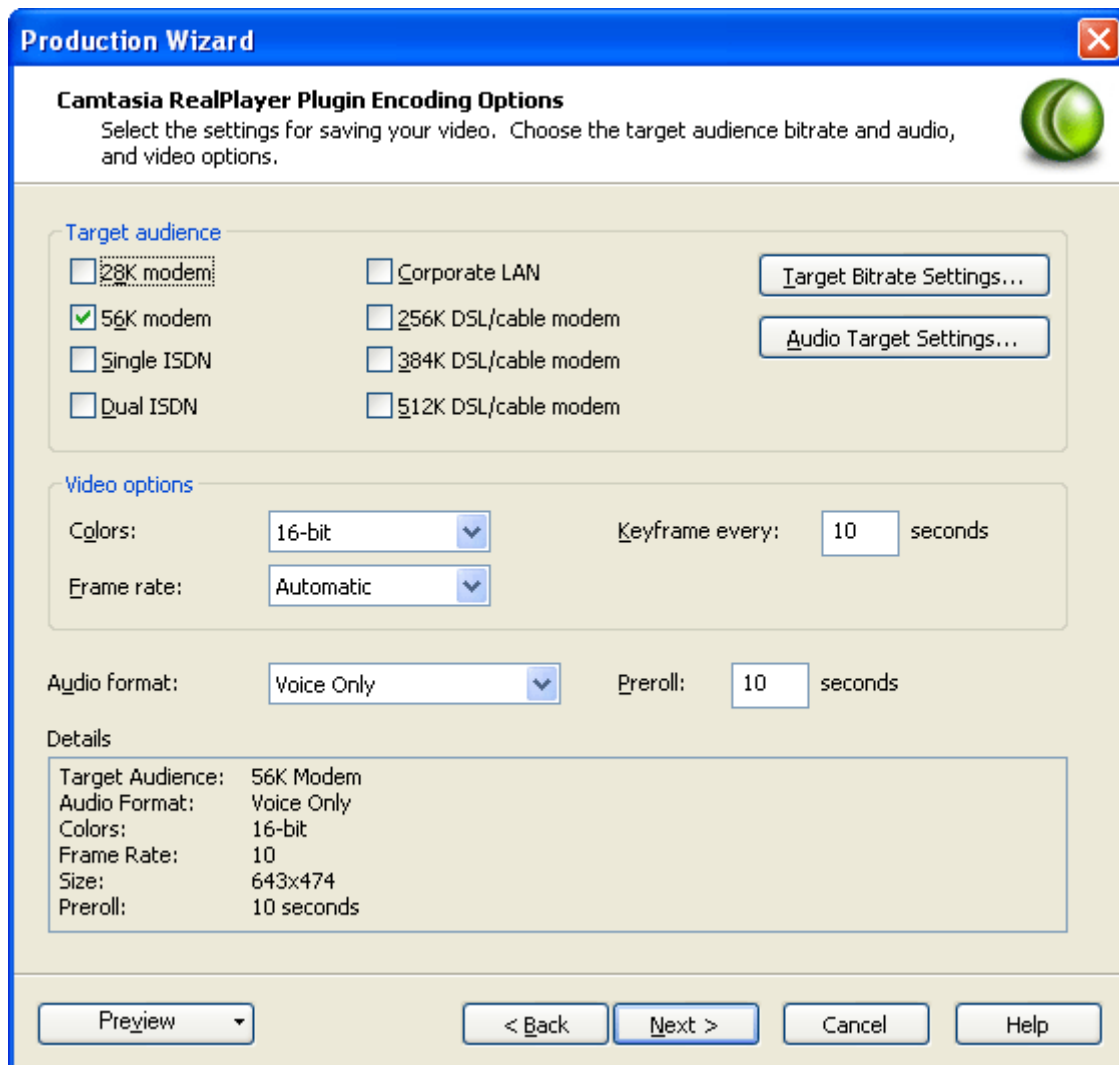 Production Wizard
Camtasia RealPlayer Plugin Encoding Options
Select the settings for saving your video. Choose the target audience bitrate and audio,
and video options.
Target audience
28K modem
Corporate LAN
Target Bitrate Settings...
56K modem
256K DSL/cable modem
Audio Target Settings...
Single ISDN
384K DSL/cable modem
Dual ISDN
512K DSL/cable modem
Video options
Colors: 16-bit Keyframe every: 10 seconds
Frame rate: Automatic
Audio format: Voice Only Preroll: 10 seconds
Details
Target Audience: 56K Modem
Audio Format: Voice Only
Colors: 16-bit
Frame Rate: 10
Size: 643x474
Preroll: 10 seconds
Preview < Back Next > Cancel Help